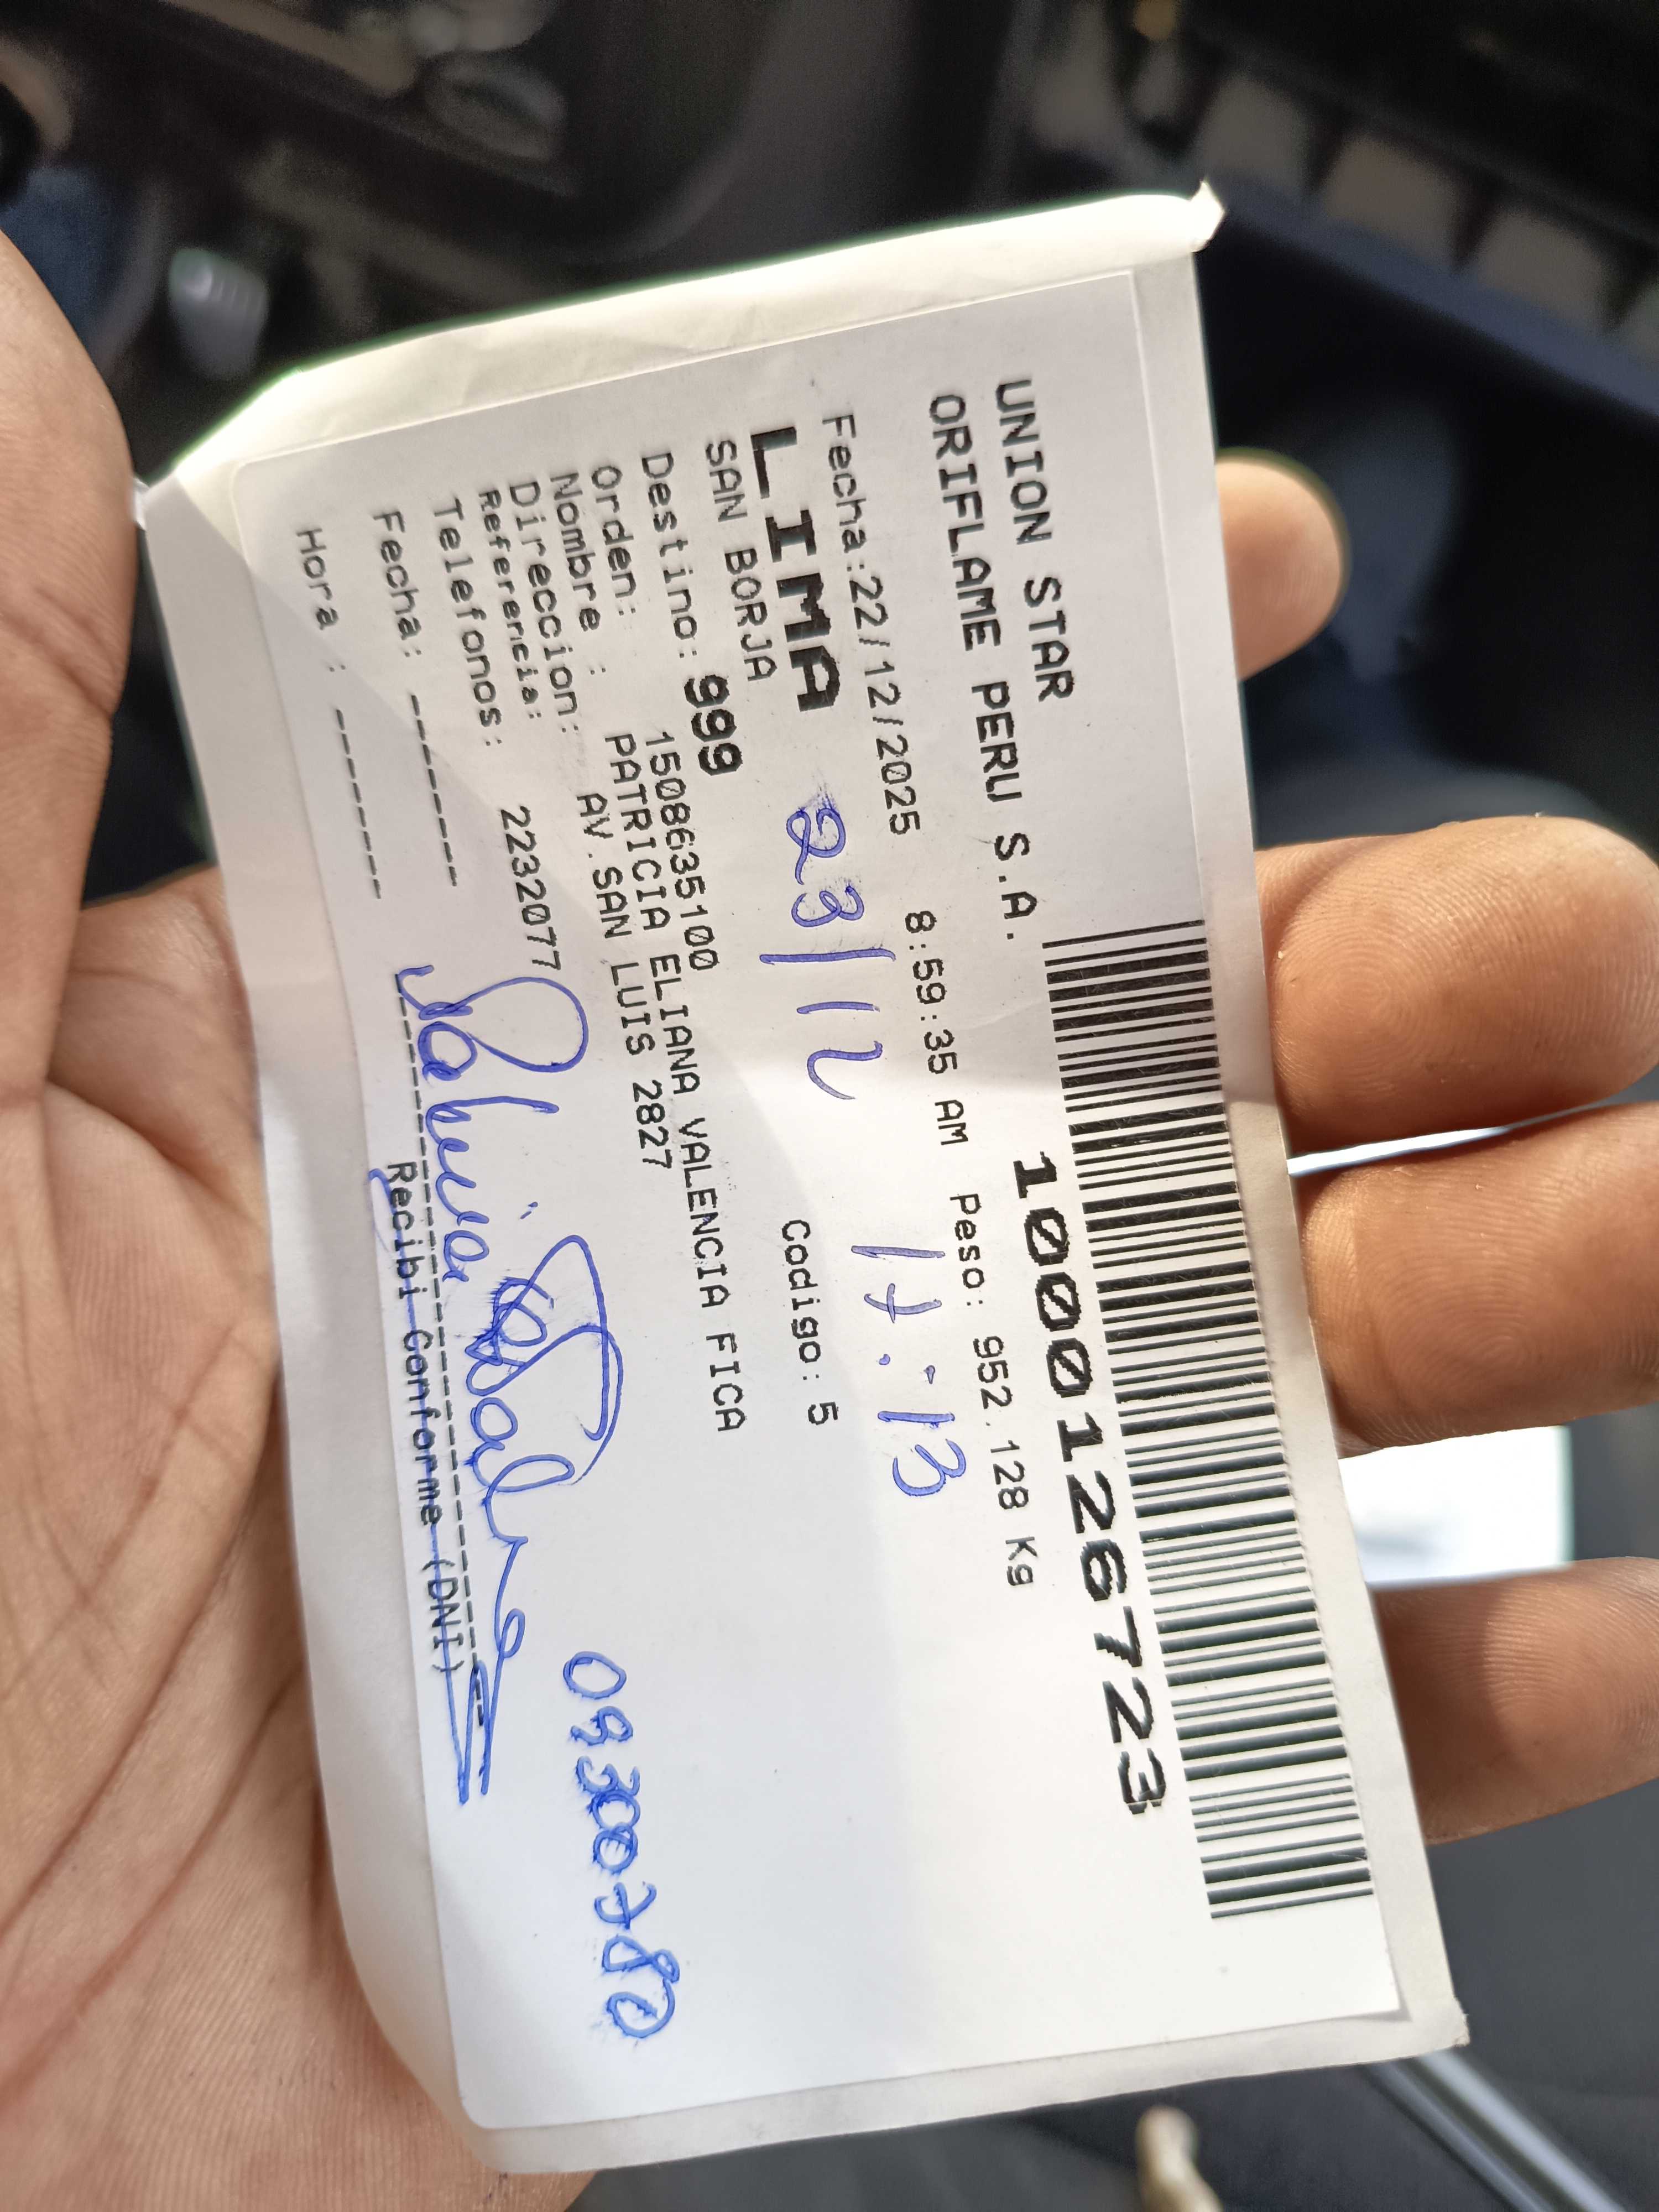 UNION STAR
ORIFLAME PERU S.A.
1000126723
Fecha:22/12/2025 8:59:35 AM Peso: 952.128 Kg
LIMA 23/12 17:13
SAN BORJA Codigo: 5
Destino: 999
Orden: 1508635100
Nombre : PATRICIA ELIANA VALENCIA FICA
Direccion: AV.SAN LUIS 2827
Referencia:
Telefonos: 2232077
09300780
Fecha: ---------
Hora : ---------
Recibi Conforme (DNI)